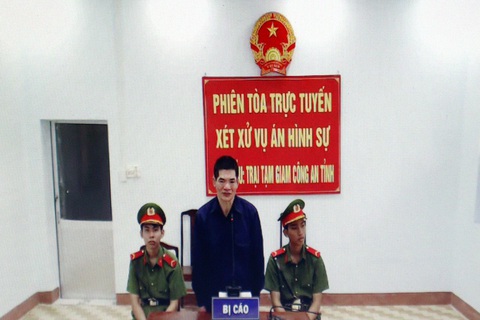 PHIÊN TÒA TRỰC TUYẾN
XÉT XỬ VỤ ÁN HÌNH SỰ
TRẠI TẠM GIAM CÔNG AN TỈNH
BỊ CÁO